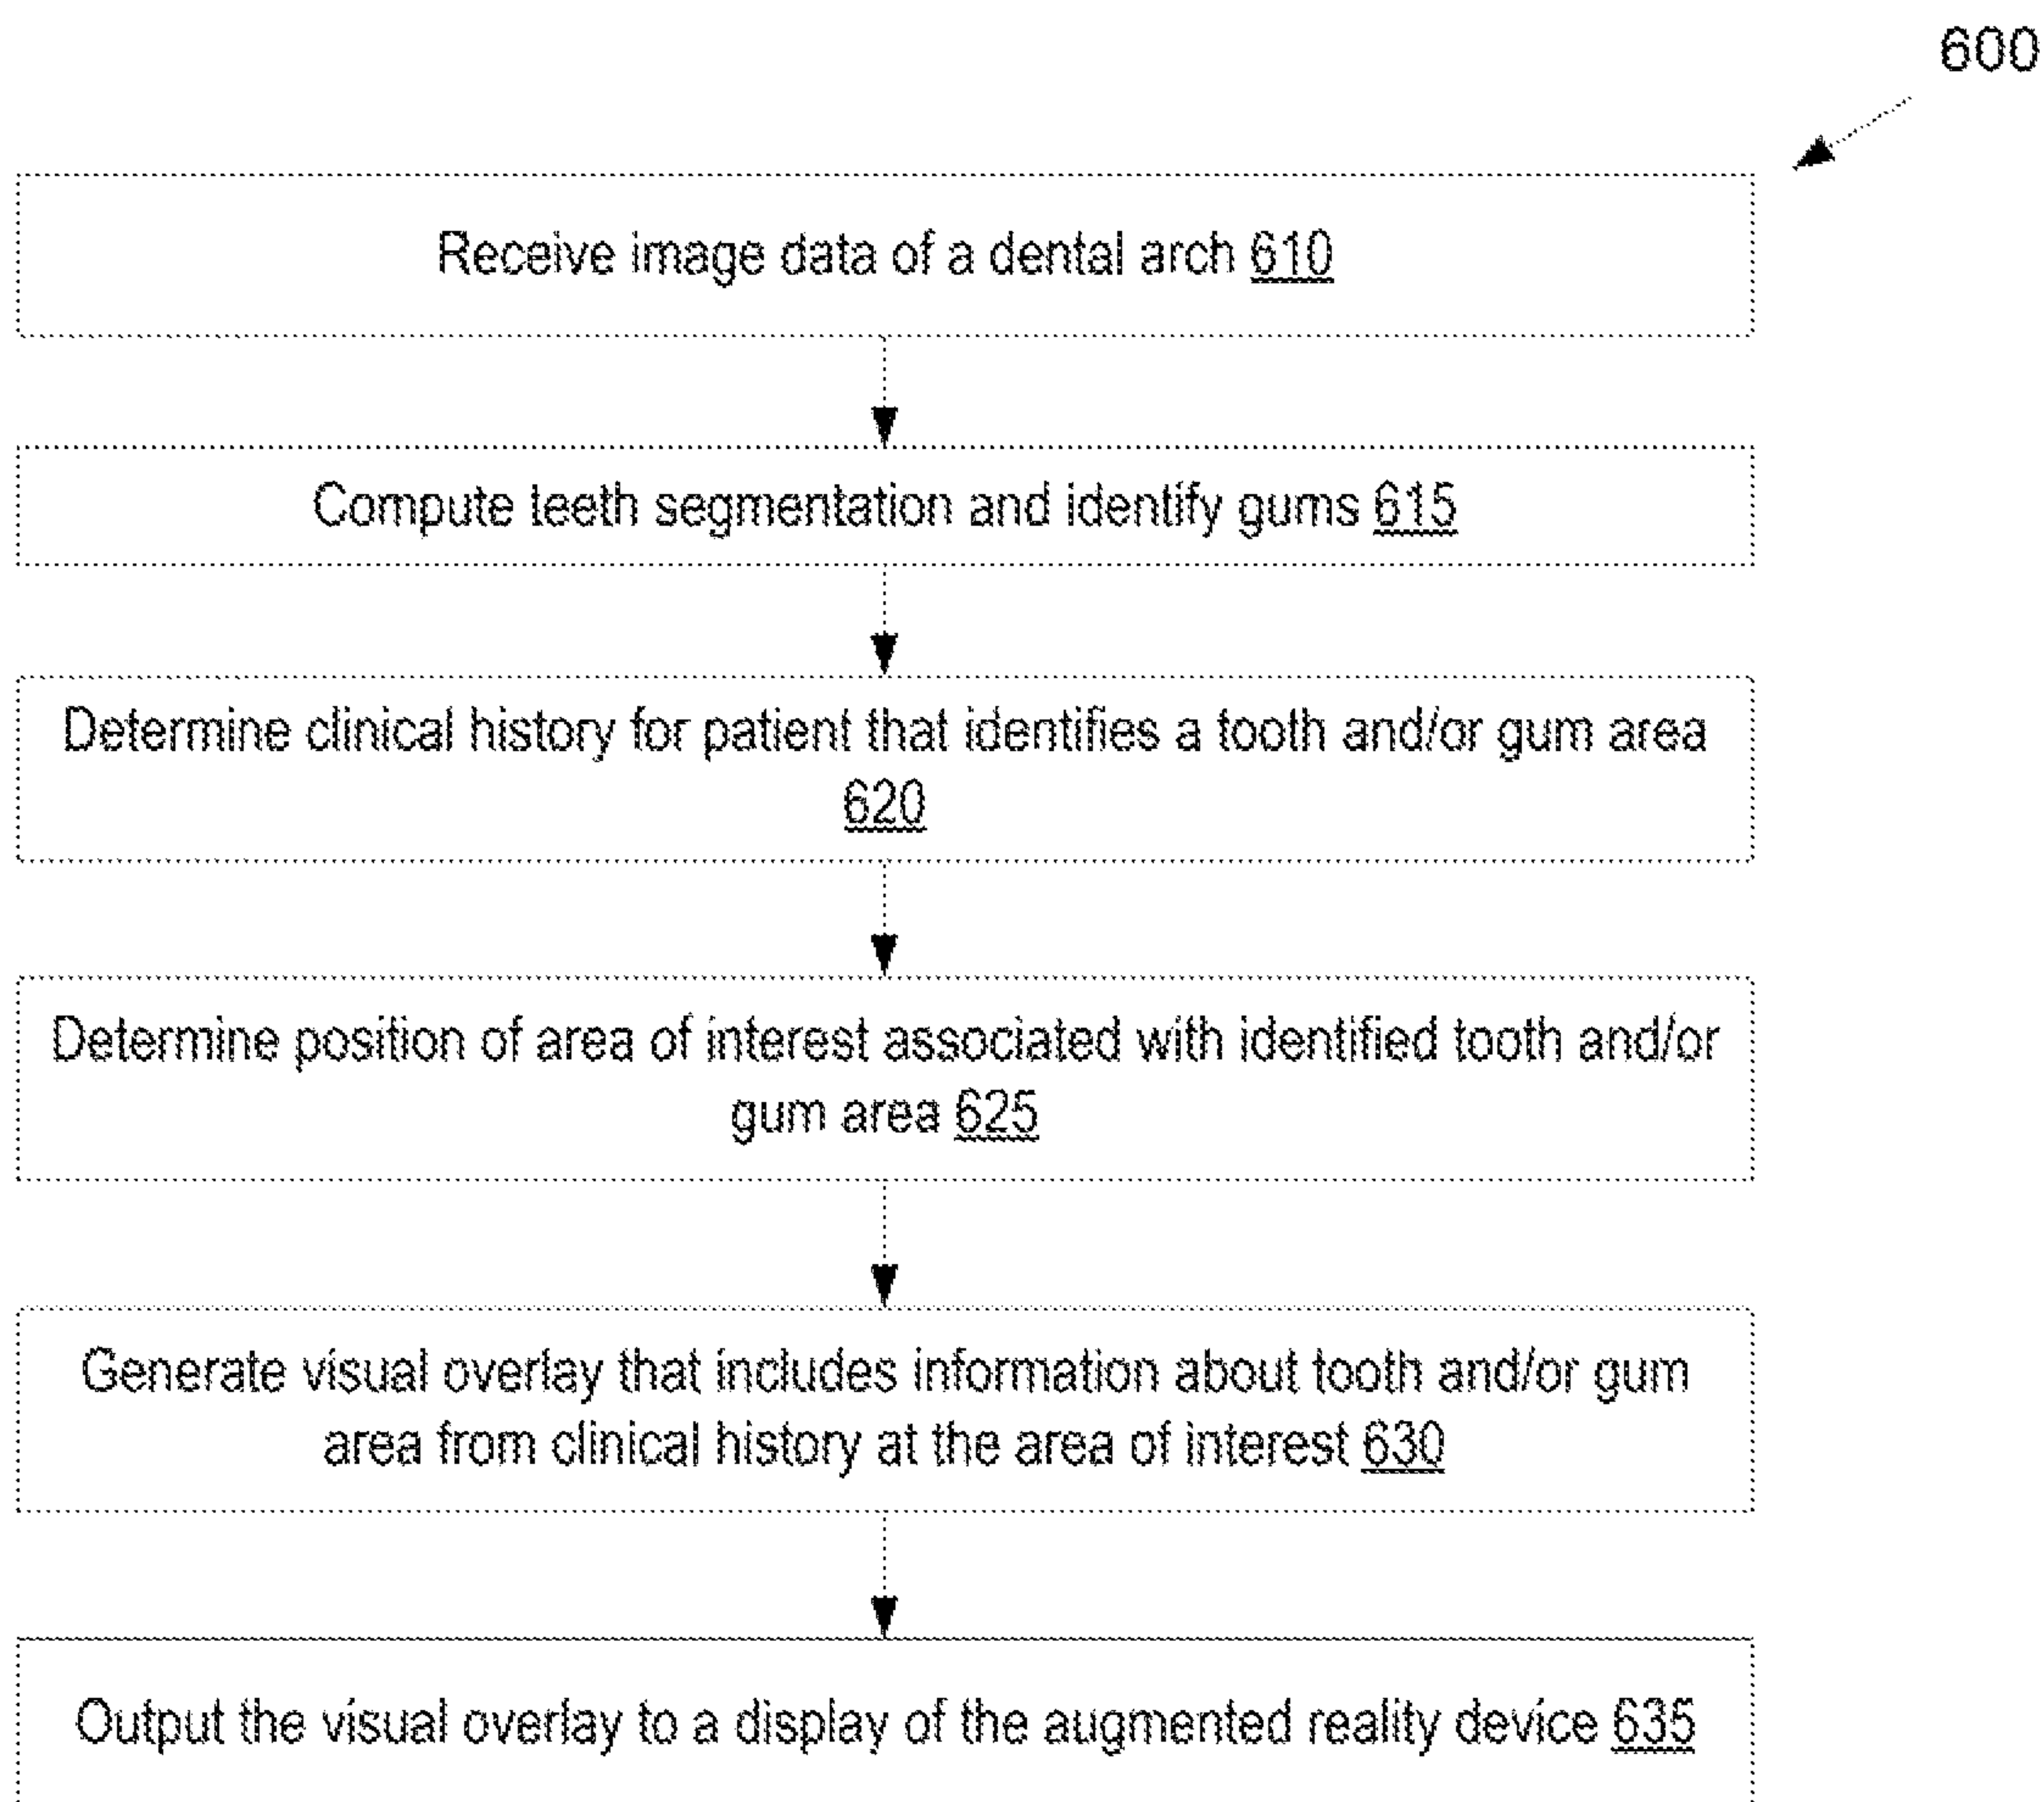 600
Receive image data of a dental arch 610
Compute teeth segmentation and identify gums 615
Determine clinical history for patient that identifies a tooth and/or gum area
620
Determine position of area of interest associated with identified tooth and/or
gum area 625
Generate visual overlay that includes information about tooth and/or gum
area from clinical history at the area of interest 630
Output the visual overlay to a display of the augmented reality device 635